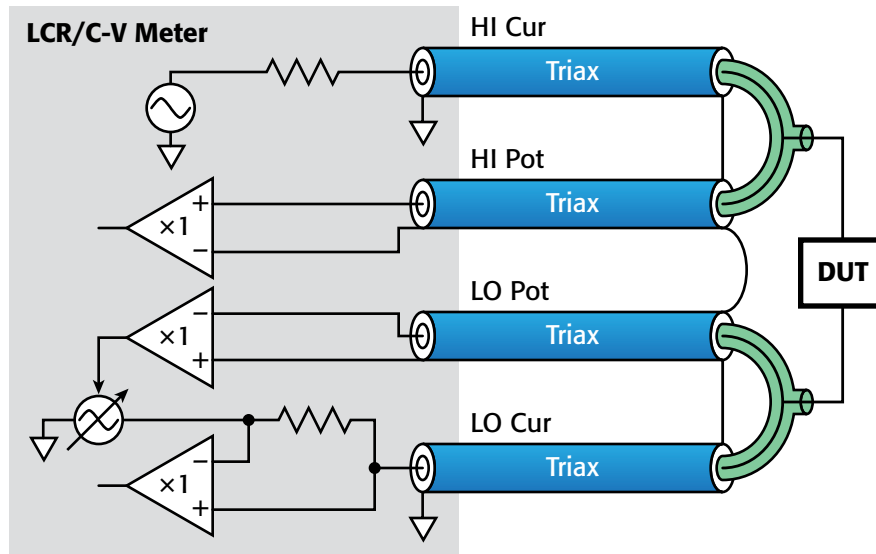 LCR/C-V Meter
HI Cur
Triax
HI Pot
Triax
+
×1
−
DUT
LO Pot
−
Triax
×1
+
LO Cur
−
Triax
×1
+